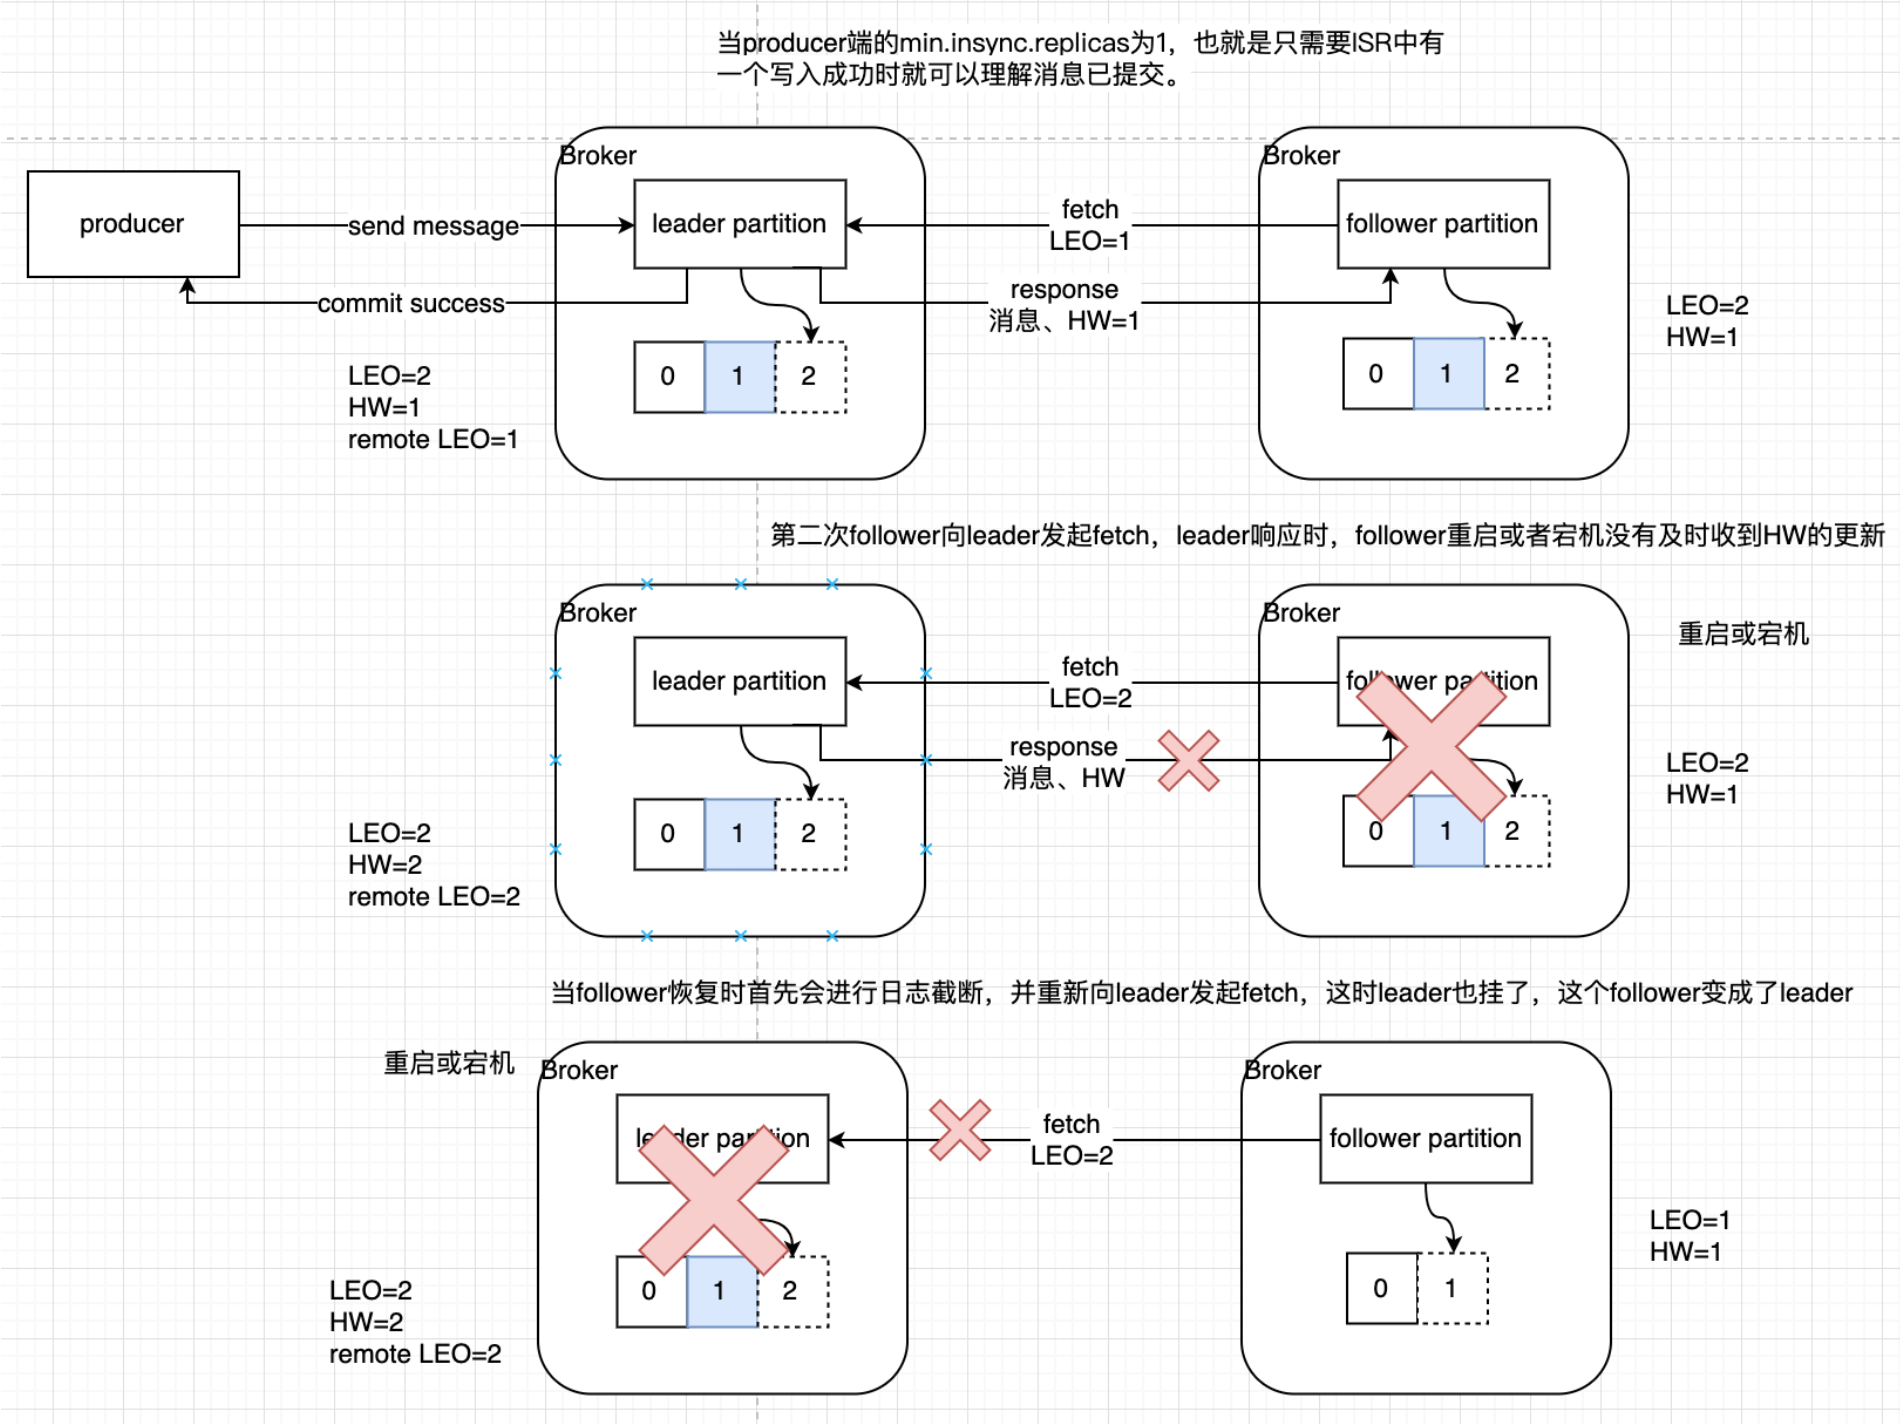 当producer端的min.insync.replicas为1，也就是只需要ISR中有
一个写入成功时就可以理解消息已提交。
Broker
Broker
producer
send message
leader partition
fetch
LEO=1
follower partition
commit success
response
消息、HW=1
LEO=2
HW=1
0
1
2
0
1
2
LEO=2
HW=1
remote LEO=1
第二次follower向leader发起fetch，leader响应时，follower重启或者宕机没有及时收到HW的更新
Broker
Broker
重启或宕机
leader partition
fetch
LEO=2
follower partition
response
消息、HW
LEO=2
HW=1
0
1
2
0
1
2
LEO=2
HW=2
remote LEO=2
当follower恢复时首先会进行日志截断，并重新向leader发起fetch，这时leader也挂了，这个follower变成了leader
重启或宕机
Broker
Broker
leader partition
fetch
LEO=2
follower partition
LEO=1
HW=1
0
1
2
0
1
LEO=2
HW=2
remote LEO=2